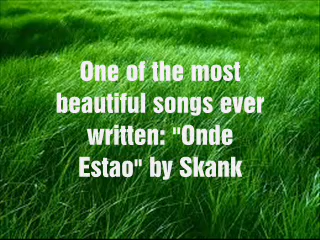 One of the most
beautiful songs ever
written: "Onde
Estao" by Skank